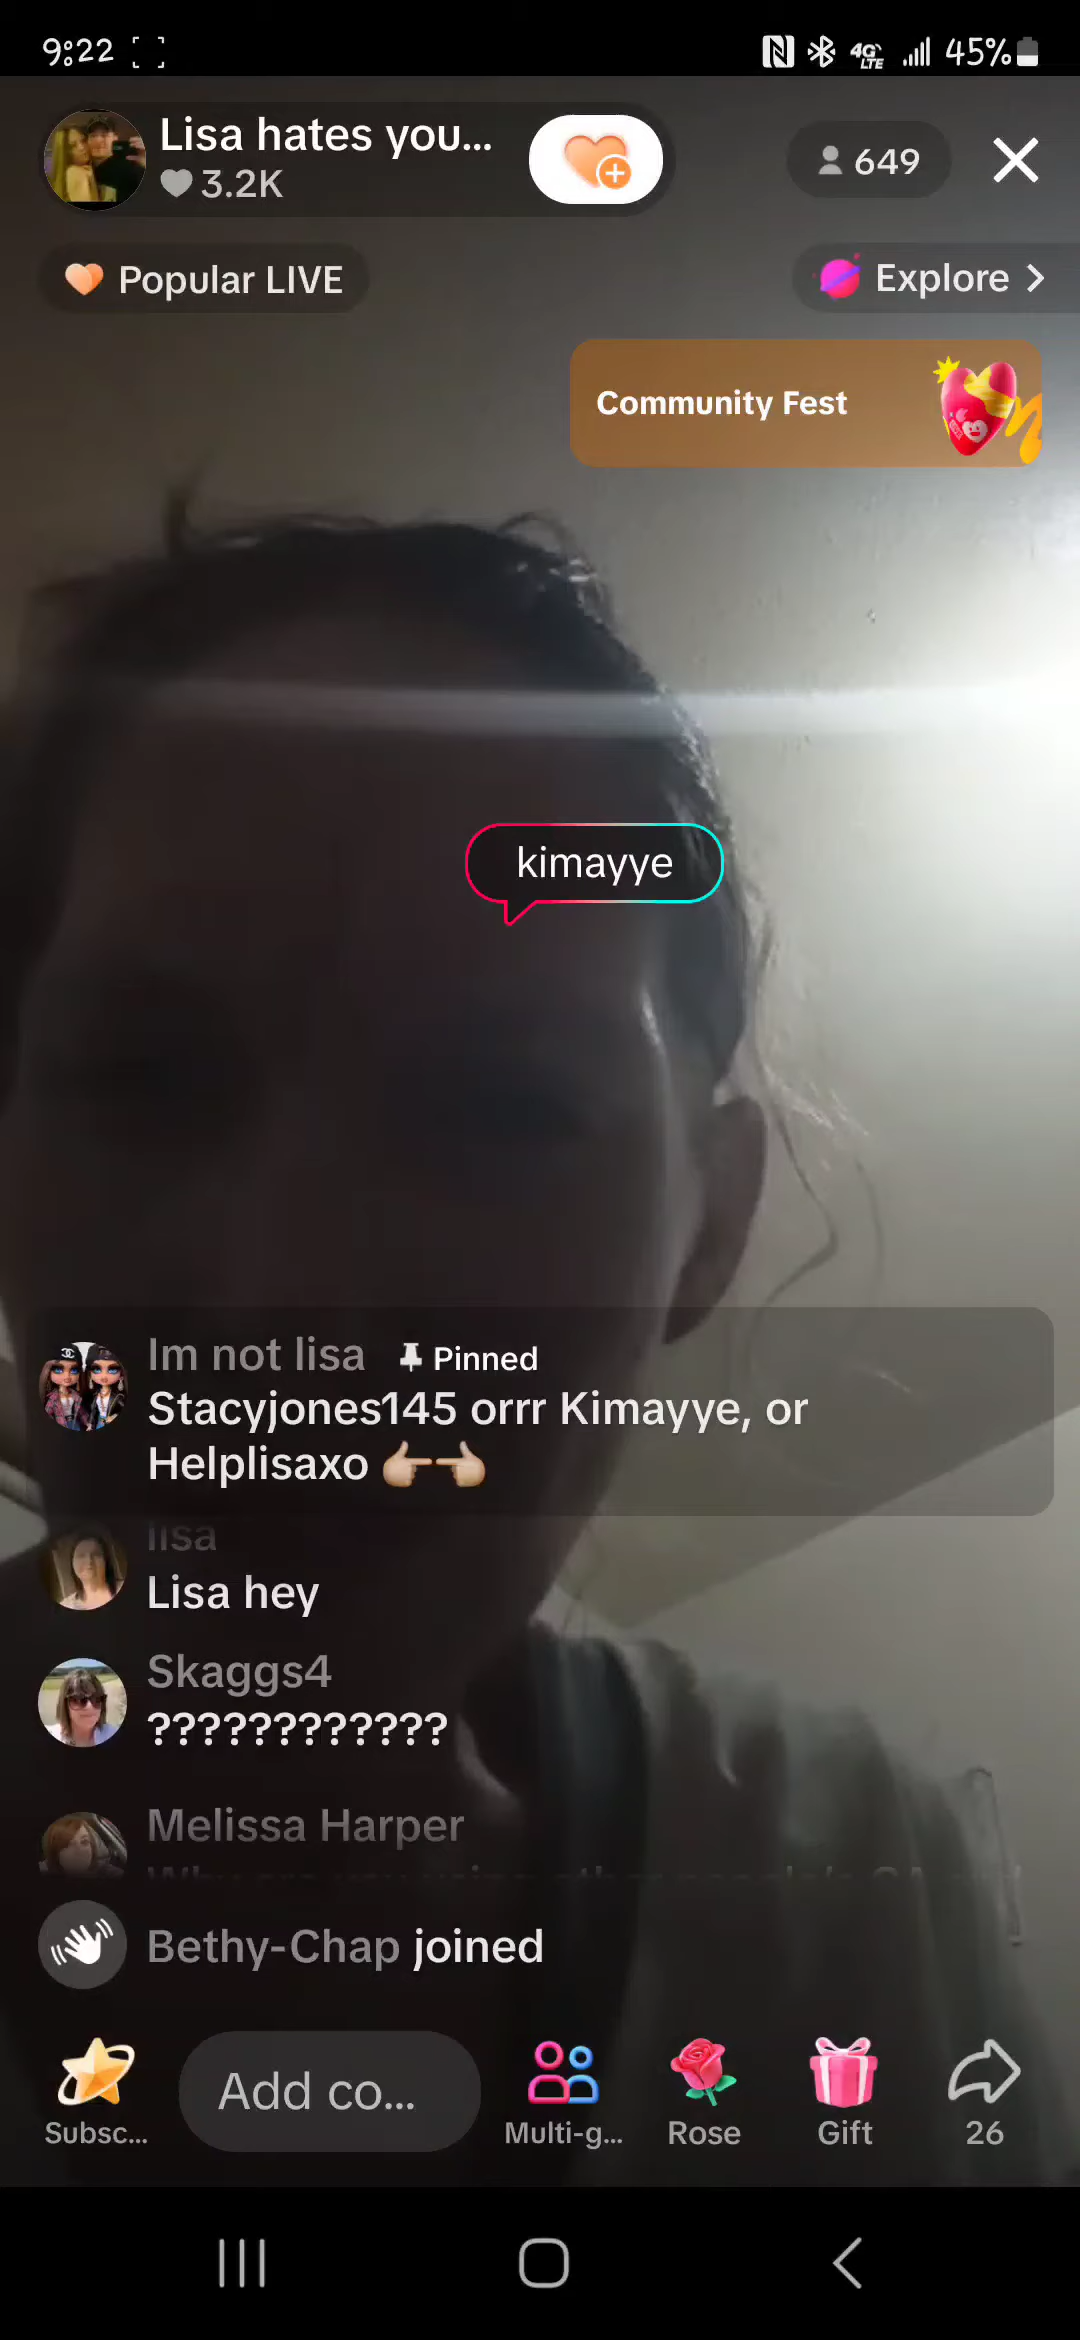 9:22
4G LTE 45%
Lisa hates you...
3.2K
649
Popular LIVE
Explore
Community Fest
kimayye
Im not lisa Pinned
Stacyjones145 orrr Kimayye, or
Helplisaxo 👉👈
lisa
Lisa hey
Skaggs4
????????????
Melissa Harper
Bethy-Chap joined
Add co...
Subsc...
Multi-g...
Rose
Gift
26